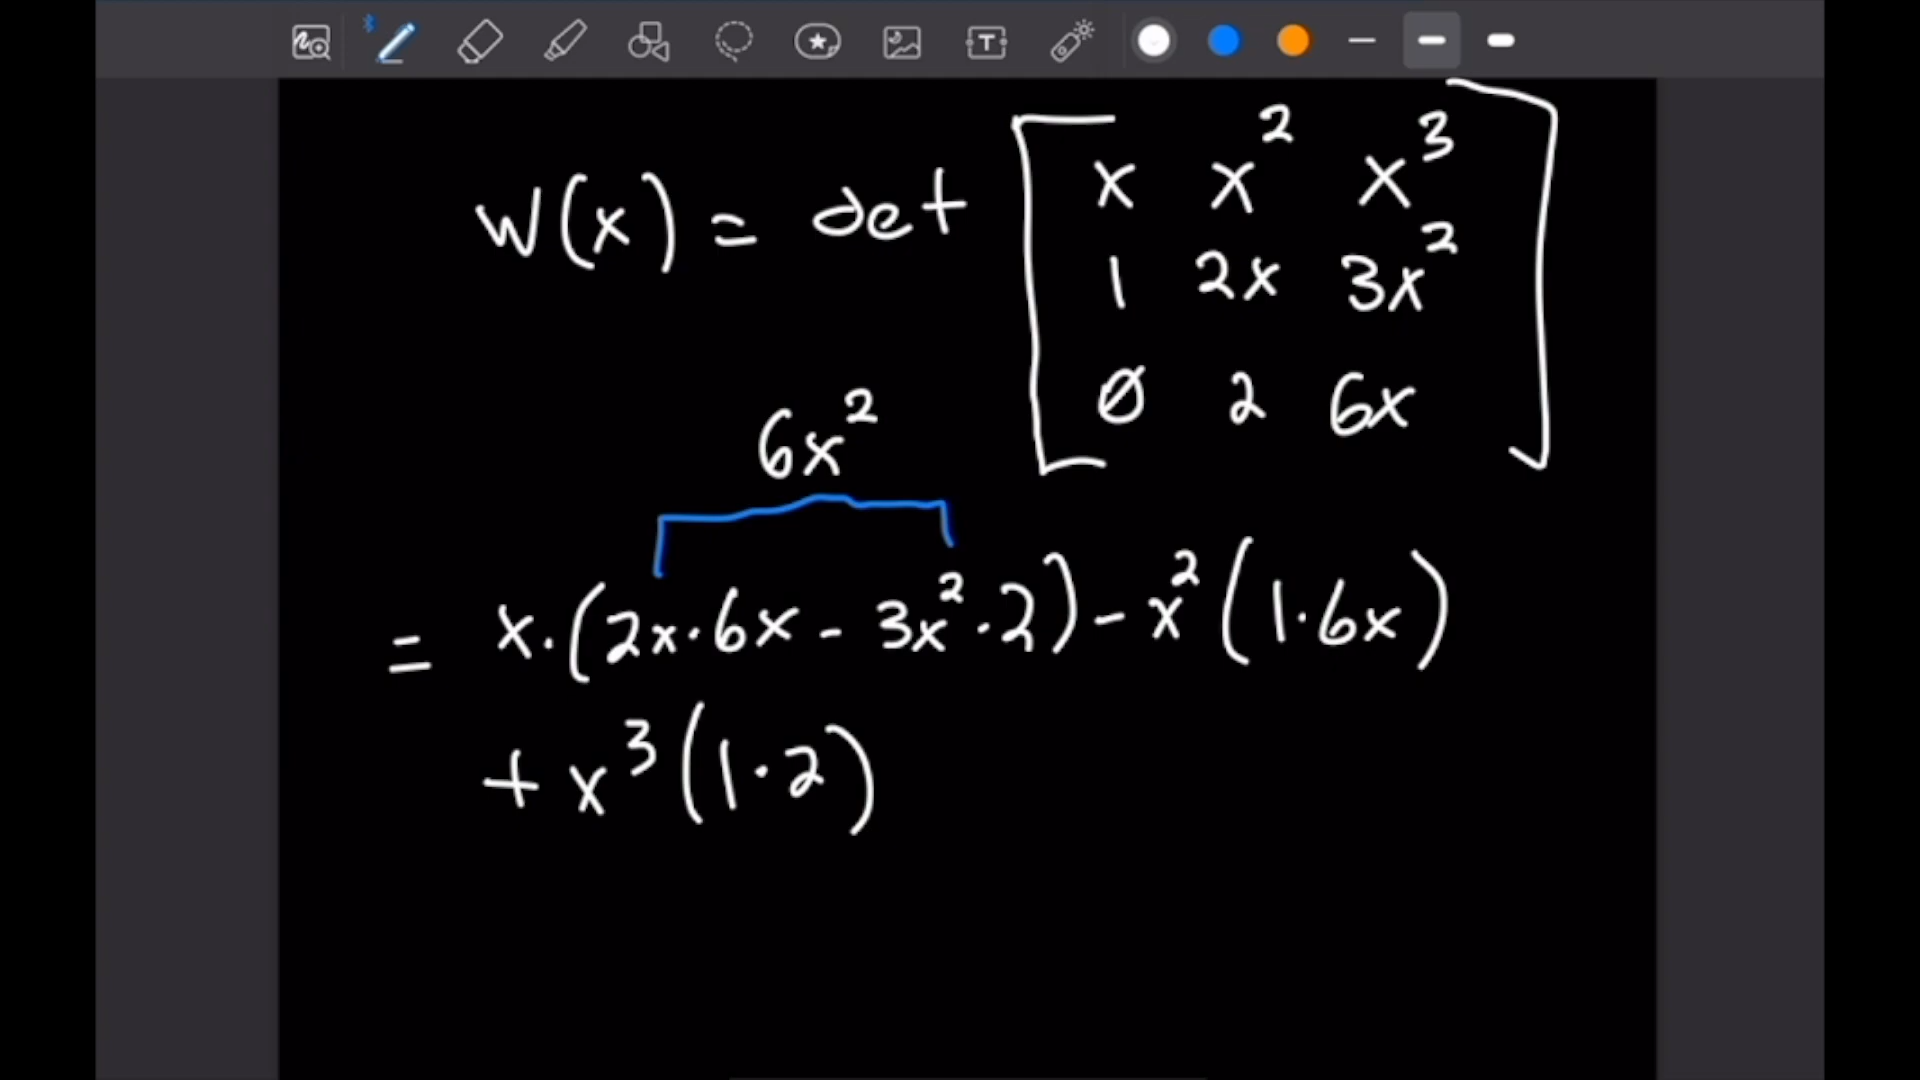 W(x) = det [ x x² x³
1 2x 3x²
0 2 6x ]
6x²
= x·(2x·6x - 3x²·2) - x²(1·6x)
+ x³(1·2)